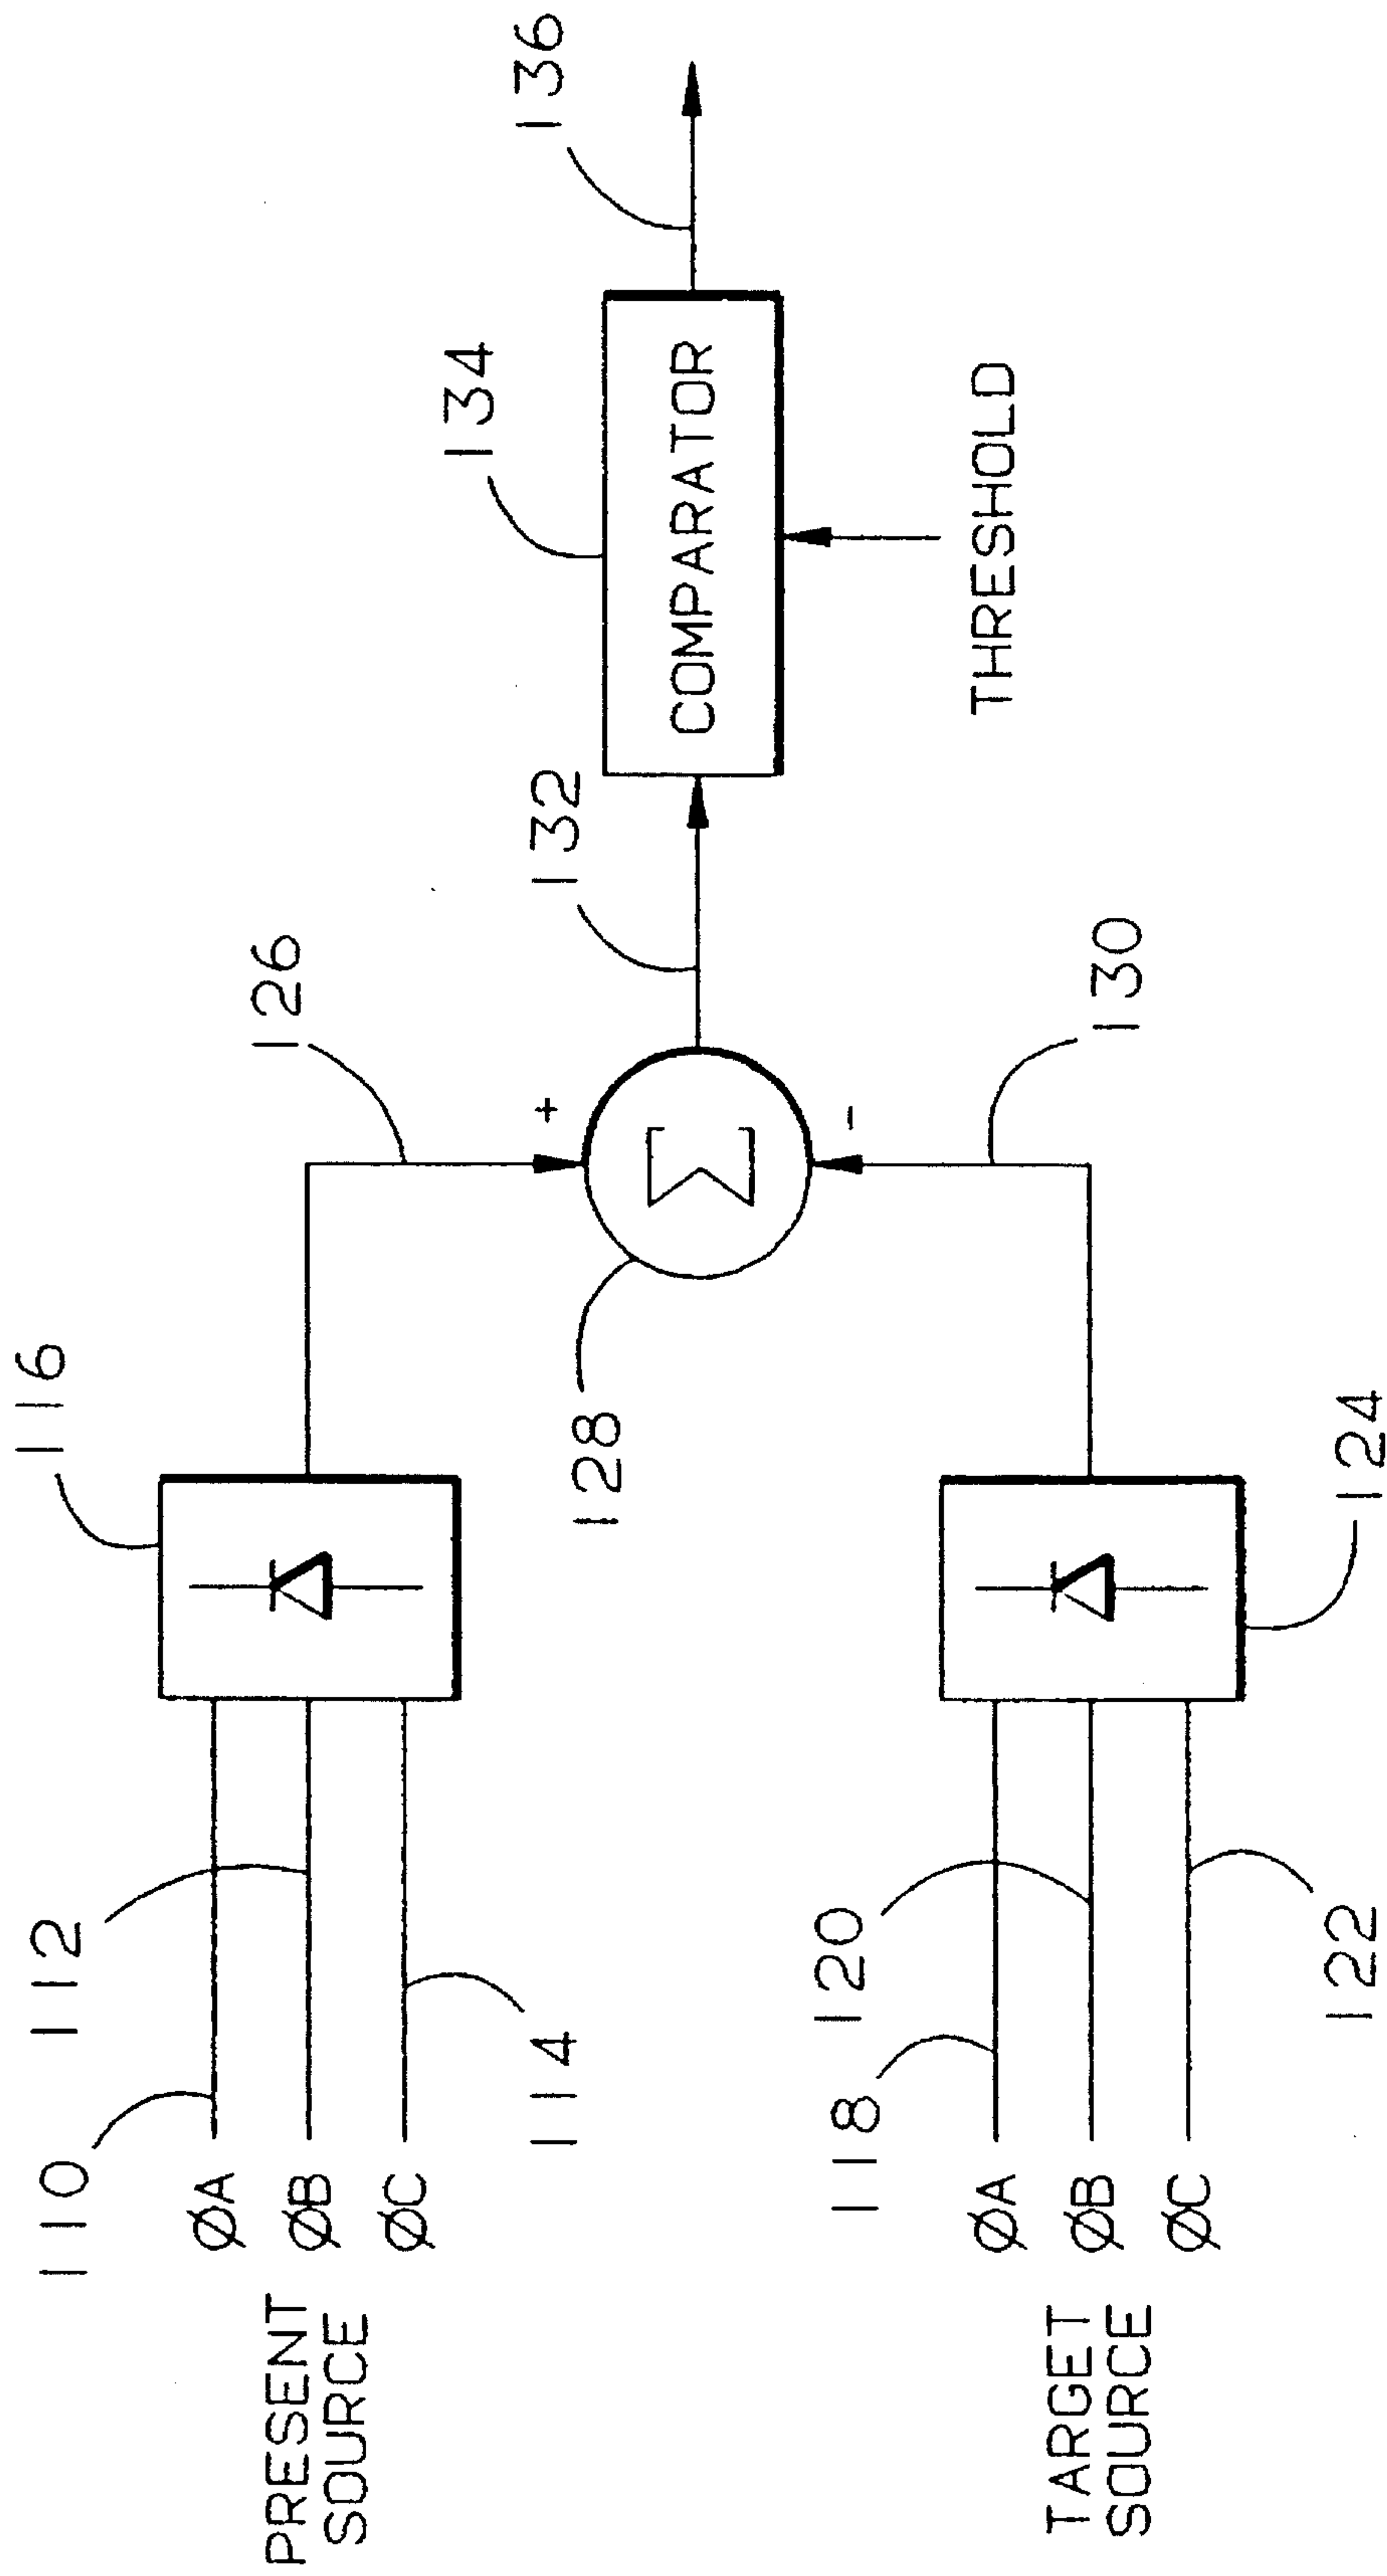 116
126
136
134
132
112
110
PRESENT
SOURCE
ØA
ØB
ØC
114
128
Σ
+
-
COMPARATOR
THRESHOLD
130
120
118
TARGET
SOURCE
ØA
ØB
ØC
122
124